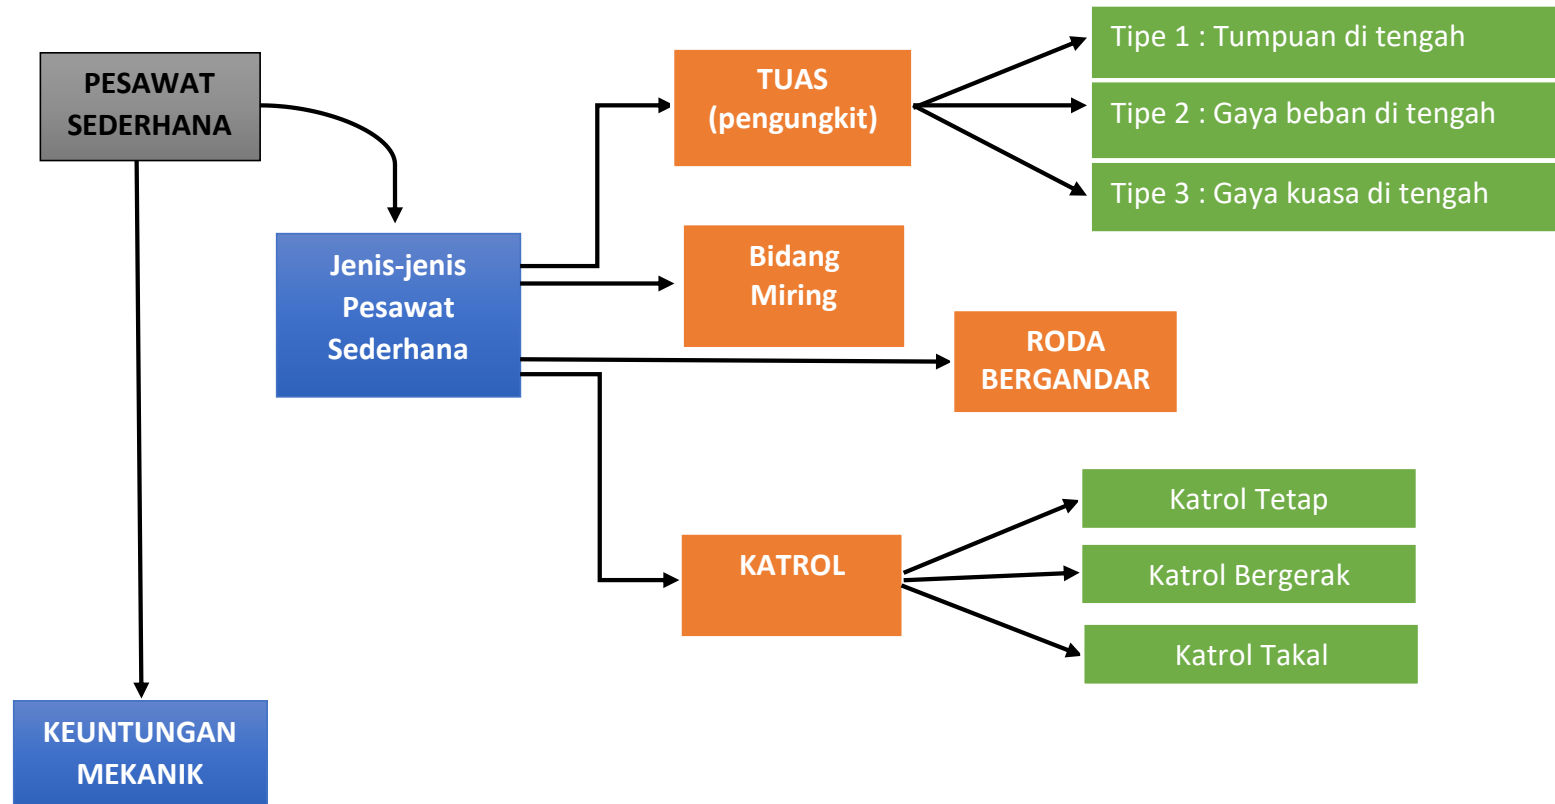 PESAWAT
SEDERHANA
Jenis-jenis
Pesawat
Sederhana
TUAS
(pengungkit)
Tipe 1 : Tumpuan di tengah
Tipe 2 : Gaya beban di tengah
Tipe 3 : Gaya kuasa di tengah
Bidang
Miring
RODA
BERGANDAR
KATROL
Katrol Tetap
Katrol Bergerak
Katrol Takal
KEUNTUNGAN
MEKANIK